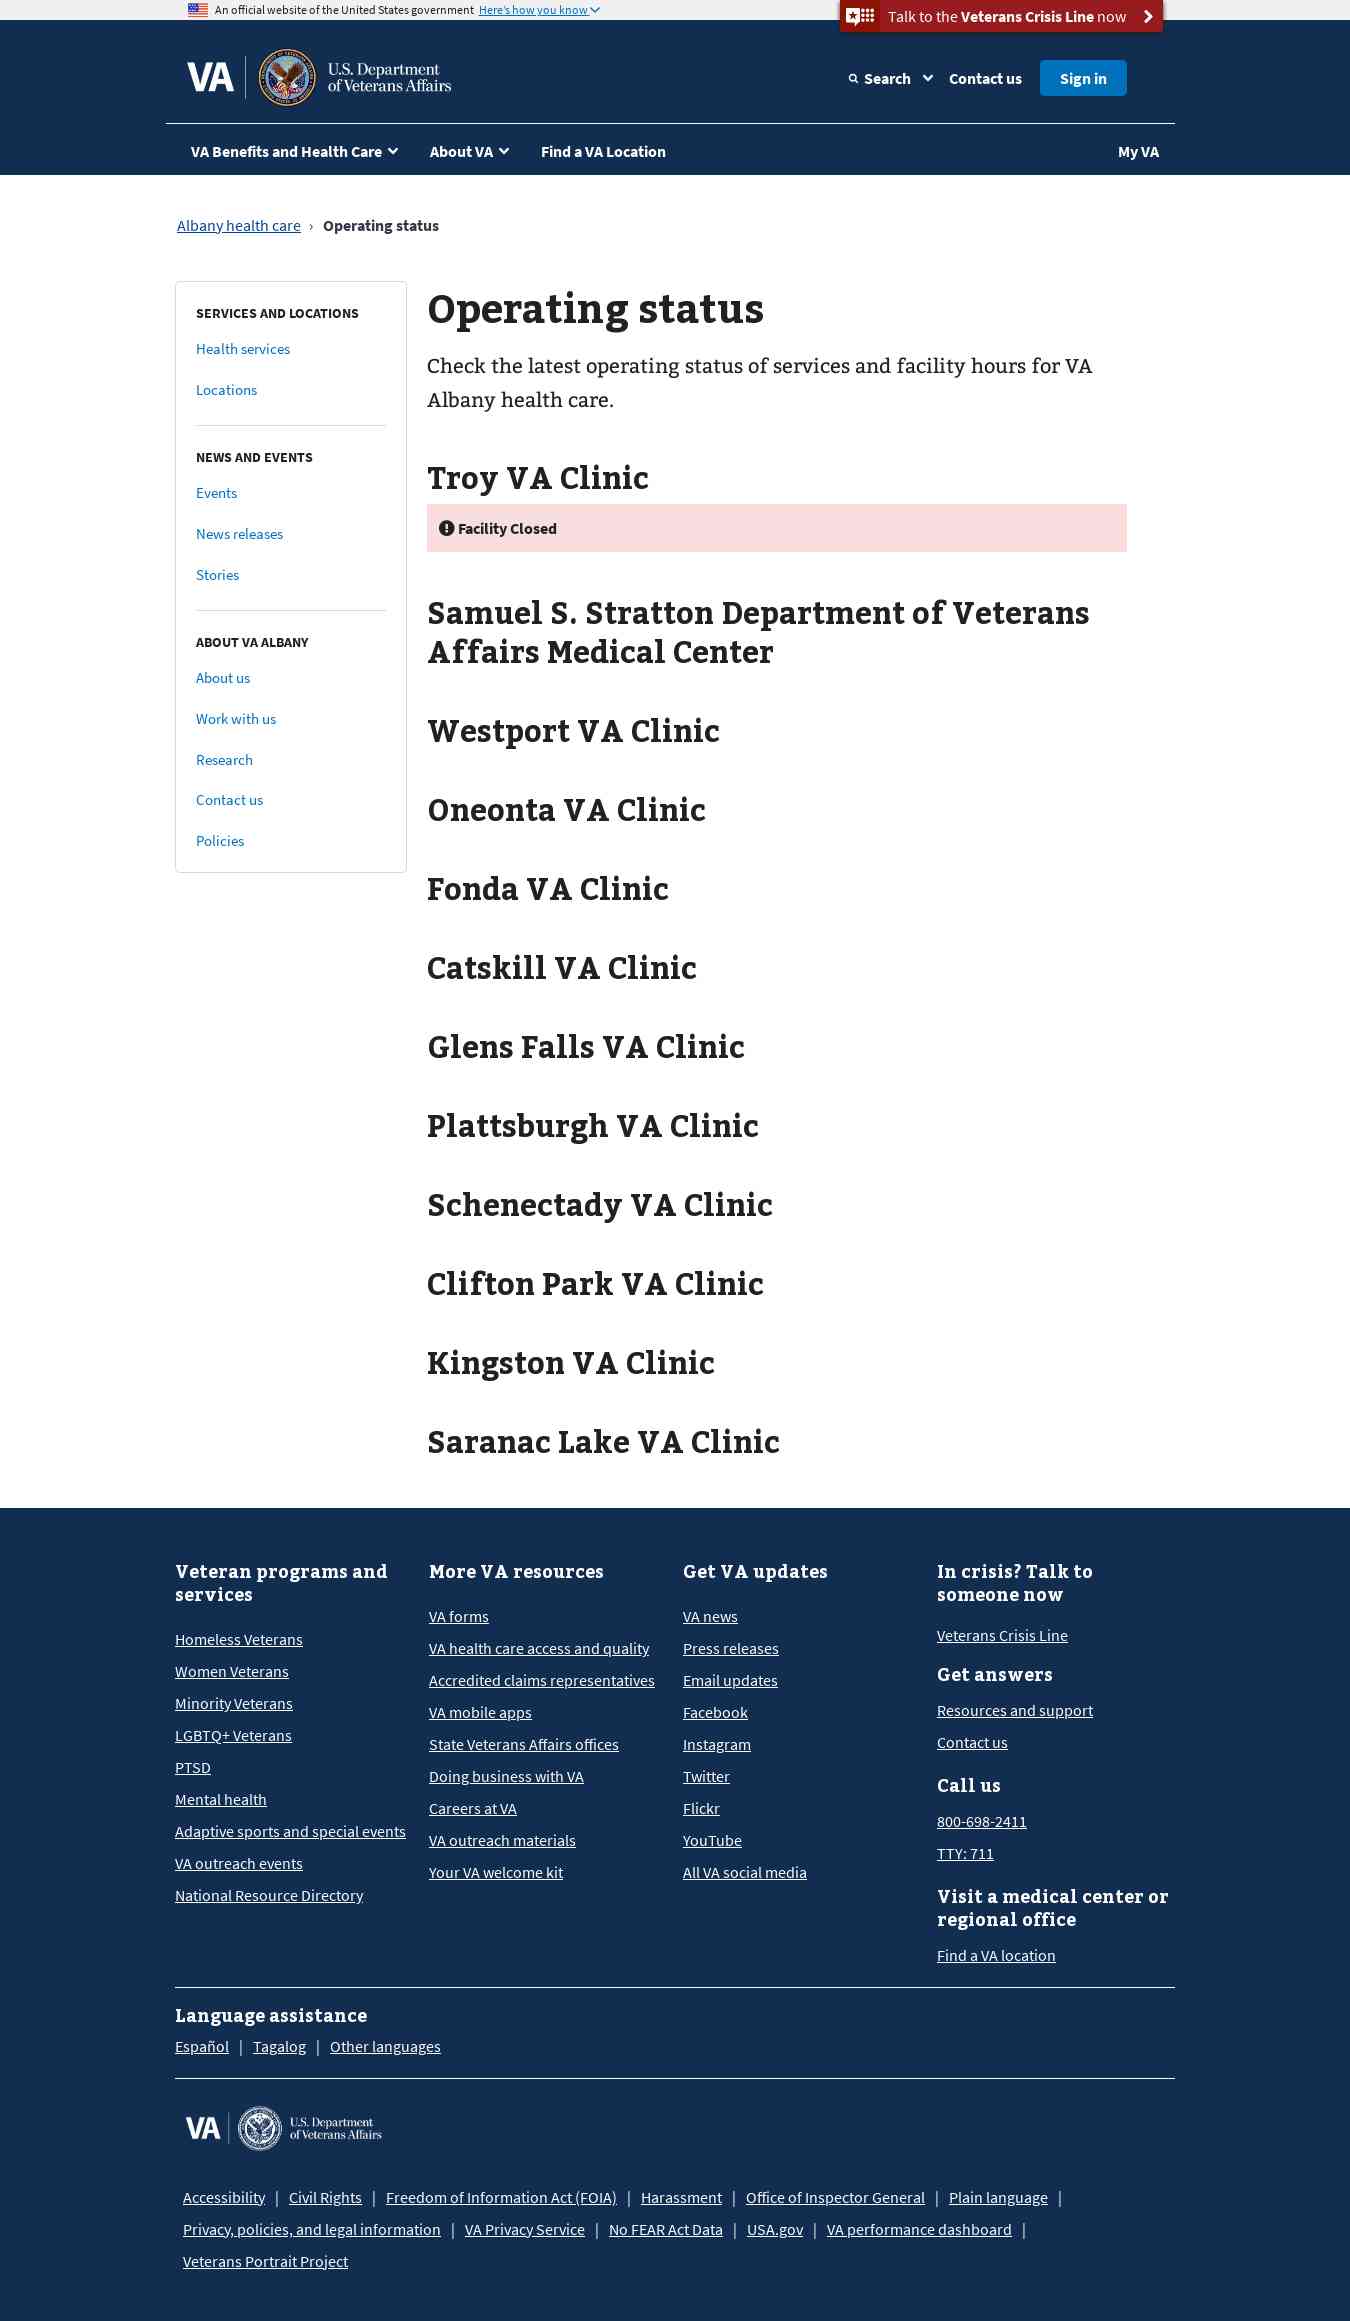 An official website of the United States government Here's how you know
Talk to the Veterans Crisis Line now
VA
U.S. Department
of Veterans Affairs
Search
Contact us
Sign in
VA Benefits and Health Care
About VA
Find a VA Location
My VA
Albany health care › Operating status
SERVICES AND LOCATIONS
Health services
Locations
NEWS AND EVENTS
Events
News releases
Stories
ABOUT VA ALBANY
About us
Work with us
Research
Contact us
Policies
Operating status
Check the latest operating status of services and facility hours for VA
Albany health care.
Troy VA Clinic
Facility Closed
Samuel S. Stratton Department of Veterans
Affairs Medical Center
Westport VA Clinic
Oneonta VA Clinic
Fonda VA Clinic
Catskill VA Clinic
Glens Falls VA Clinic
Plattsburgh VA Clinic
Schenectady VA Clinic
Clifton Park VA Clinic
Kingston VA Clinic
Saranac Lake VA Clinic
Veteran programs and
services
Homeless Veterans
Women Veterans
Minority Veterans
LGBTQ+ Veterans
PTSD
Mental health
Adaptive sports and special events
VA outreach events
National Resource Directory
More VA resources
VA forms
VA health care access and quality
Accredited claims representatives
VA mobile apps
State Veterans Affairs offices
Doing business with VA
Careers at VA
VA outreach materials
Your VA welcome kit
Get VA updates
VA news
Press releases
Email updates
Facebook
Instagram
Twitter
Flickr
YouTube
All VA social media
In crisis? Talk to
someone now
Veterans Crisis Line
Get answers
Resources and support
Contact us
Call us
800-698-2411
TTY: 711
Visit a medical center or
regional office
Find a VA location
Language assistance
Español | Tagalog | Other languages
VA
U.S. Department
of Veterans Affairs
Accessibility | Civil Rights | Freedom of Information Act (FOIA) | Harassment | Office of Inspector General | Plain language |
Privacy, policies, and legal information | VA Privacy Service | No FEAR Act Data | USA.gov | VA performance dashboard |
Veterans Portrait Project